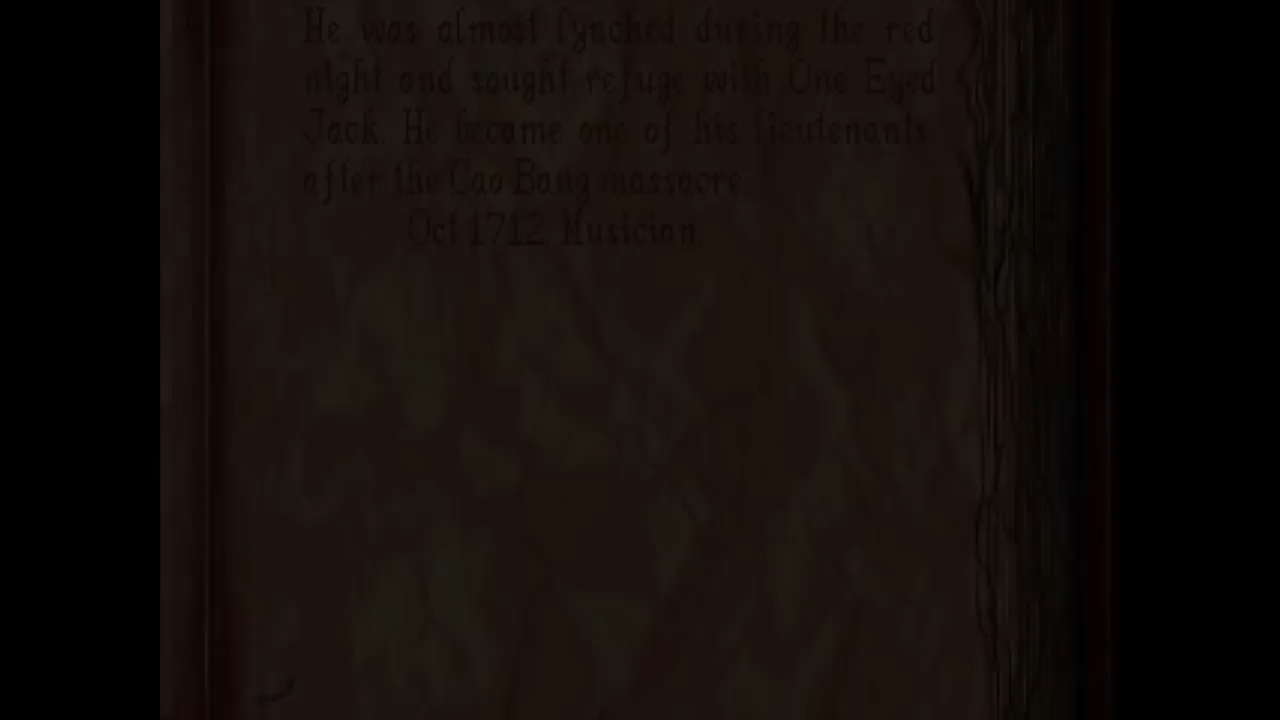 He was almost lynched during the red
night and sought refuge with One Eyed
Jack. He became one of his lieutenants
after the Cao Bang massacre.
Oct 1712. Musician.